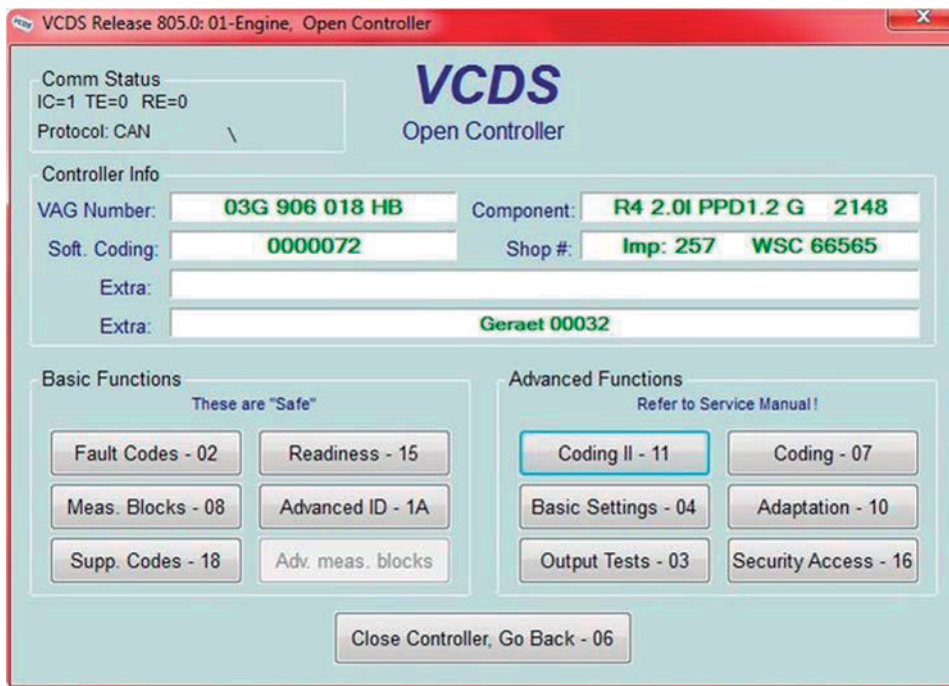 VCDS Release 805.0: 01-Engine, Open Controller
Comm Status
IC=1 TE=0 RE=0
Protocol: CAN \
VCDS
Open Controller
Controller Info
VAG Number: 03G 906 018 HB Component: R4 2.0l PPD1.2 G 2148
Soft. Coding: 0000072 Shop #: Imp: 257 WSC 66565
Extra:
Extra: Geraet 00032
Basic Functions
These are "Safe"
Fault Codes - 02 Readiness - 15
Meas. Blocks - 08 Advanced ID - 1A
Supp. Codes - 18 Adv. meas. blocks
Advanced Functions
Refer to Service Manual!
Coding II - 11 Coding - 07
Basic Settings - 04 Adaptation - 10
Output Tests - 03 Security Access - 16
Close Controller, Go Back - 06